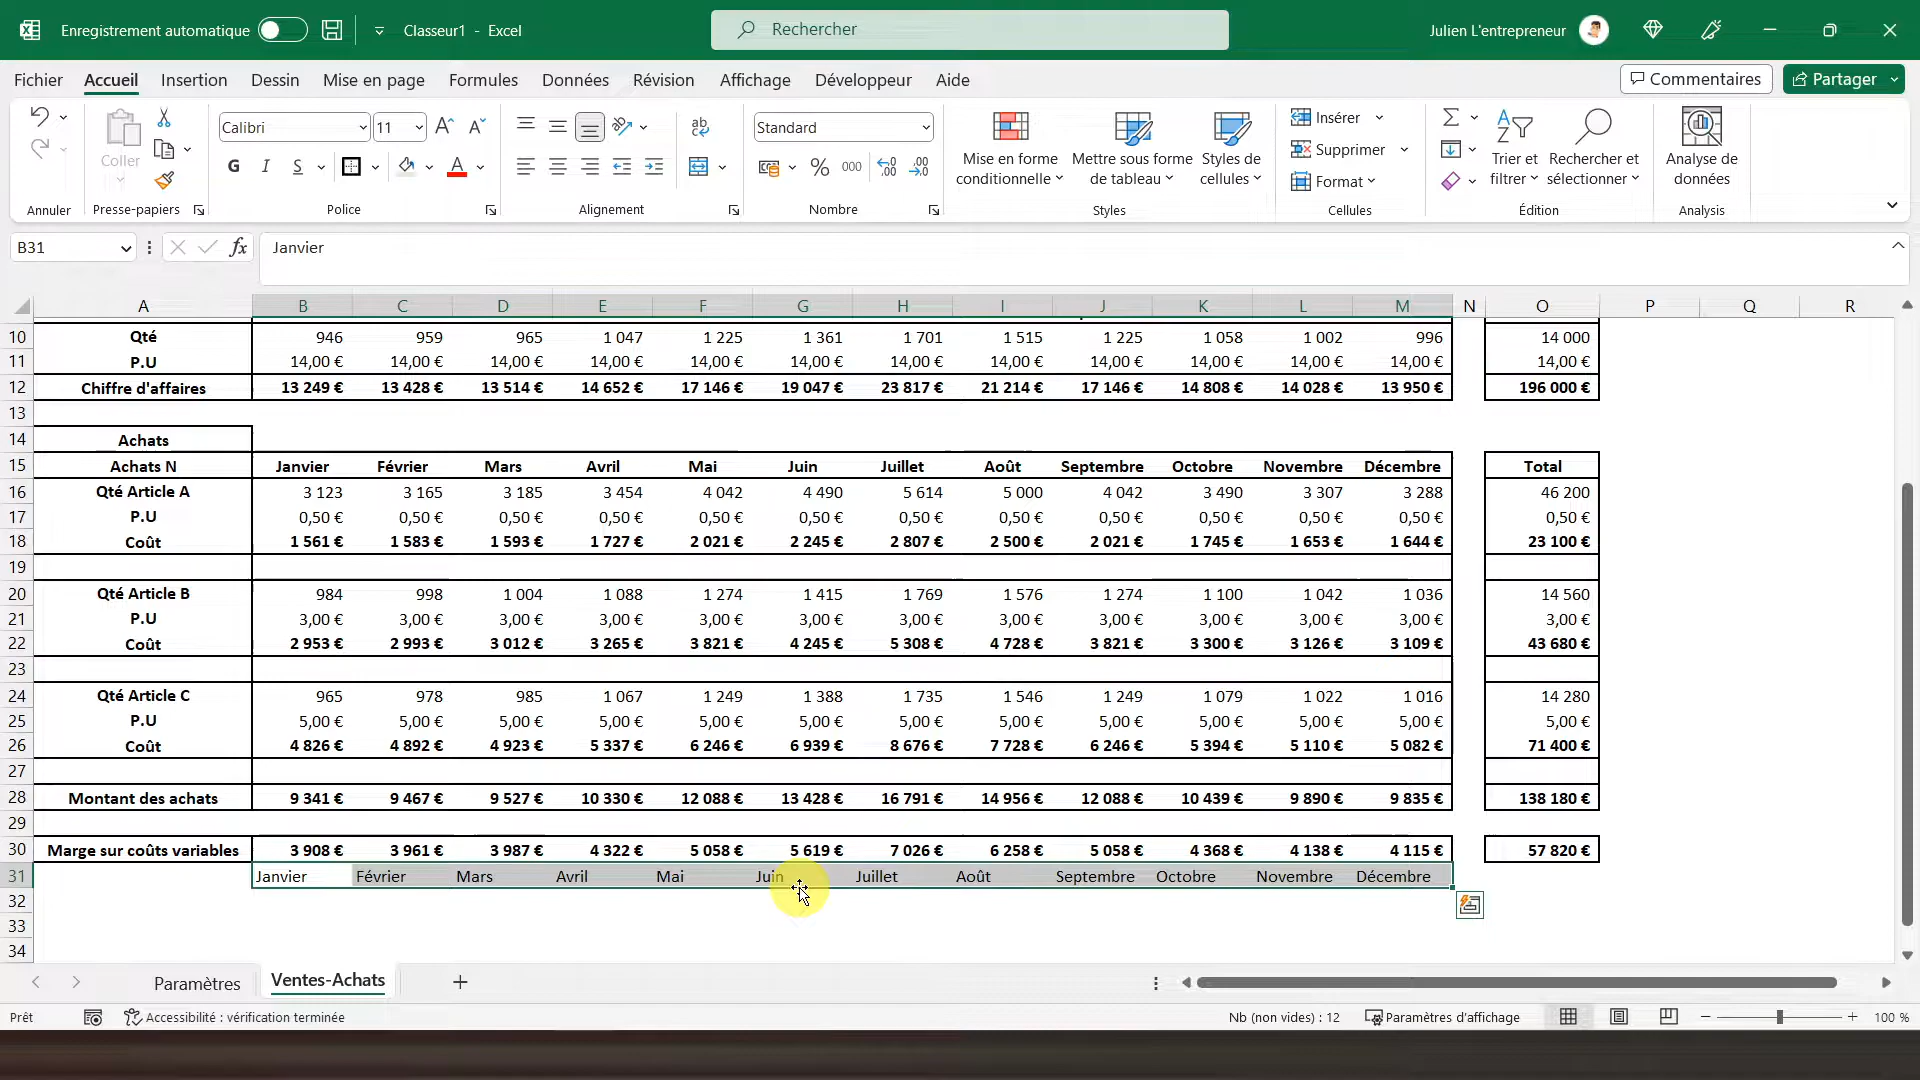 Enregistrement automatique Classeur1 - Excel Rechercher Julien L'entrepreneur
Fichier Accueil Insertion Dessin Mise en page Formules Données Révision Affichage Développeur Aide Commentaires Partager
Coller Calibri 11 G I S Standard % 000 Mise en forme conditionnelle Mettre sous forme de tableau Styles de cellules Insérer Supprimer Format Trier et filtrer Rechercher et sélectionner Analyse de données
Annuler Presse-papiers Police Alignement Nombre Styles Cellules Édition Analysis
B31 fx Janvier
A B C D E F G H I J K L M N O P Q R
10 Qté 946 959 965 1 047 1 225 1 361 1 701 1 515 1 225 1 058 1 002 996 14 000
11 P.U 14,00 € 14,00 € 14,00 € 14,00 € 14,00 € 14,00 € 14,00 € 14,00 € 14,00 € 14,00 € 14,00 € 14,00 € 14,00 €
12 Chiffre d'affaires 13 249 € 13 428 € 13 514 € 14 652 € 17 146 € 19 047 € 23 817 € 21 214 € 17 146 € 14 808 € 14 028 € 13 950 € 196 000 €
13
14 Achats
15 Achats N Janvier Février Mars Avril Mai Juin Juillet Août Septembre Octobre Novembre Décembre Total
16 Qté Article A 3 123 3 165 3 185 3 454 4 042 4 490 5 614 5 000 4 042 3 490 3 307 3 288 46 200
17 P.U 0,50 € 0,50 € 0,50 € 0,50 € 0,50 € 0,50 € 0,50 € 0,50 € 0,50 € 0,50 € 0,50 € 0,50 € 0,50 €
18 Coût 1 561 € 1 583 € 1 593 € 1 727 € 2 021 € 2 245 € 2 807 € 2 500 € 2 021 € 1 745 € 1 653 € 1 644 € 23 100 €
19
20 Qté Article B 984 998 1 004 1 088 1 274 1 415 1 769 1 576 1 274 1 100 1 042 1 036 14 560
21 P.U 3,00 € 3,00 € 3,00 € 3,00 € 3,00 € 3,00 € 3,00 € 3,00 € 3,00 € 3,00 € 3,00 € 3,00 € 3,00 €
22 Coût 2 953 € 2 993 € 3 012 € 3 265 € 3 821 € 4 245 € 5 308 € 4 728 € 3 821 € 3 300 € 3 126 € 3 109 € 43 680 €
23
24 Qté Article C 965 978 985 1 067 1 249 1 388 1 735 1 546 1 249 1 079 1 022 1 016 14 280
25 P.U 5,00 € 5,00 € 5,00 € 5,00 € 5,00 € 5,00 € 5,00 € 5,00 € 5,00 € 5,00 € 5,00 € 5,00 € 5,00 €
26 Coût 4 826 € 4 892 € 4 923 € 5 337 € 6 246 € 6 939 € 8 676 € 7 728 € 6 246 € 5 394 € 5 110 € 5 082 € 71 400 €
27
28 Montant des achats 9 341 € 9 467 € 9 527 € 10 330 € 12 088 € 13 428 € 16 791 € 14 956 € 12 088 € 10 439 € 9 890 € 9 835 € 138 180 €
29
30 Marge sur coûts variables 3 908 € 3 961 € 3 987 € 4 322 € 5 058 € 5 619 € 7 026 € 6 258 € 5 058 € 4 368 € 4 138 € 4 115 € 57 820 €
31 Janvier Février Mars Avril Mai Juin Juillet Août Septembre Octobre Novembre Décembre
32
33
34
Paramètres Ventes-Achats
Prêt Accessibilité : vérification terminée Nb (non vides) : 12 Paramètres d'affichage 100 %